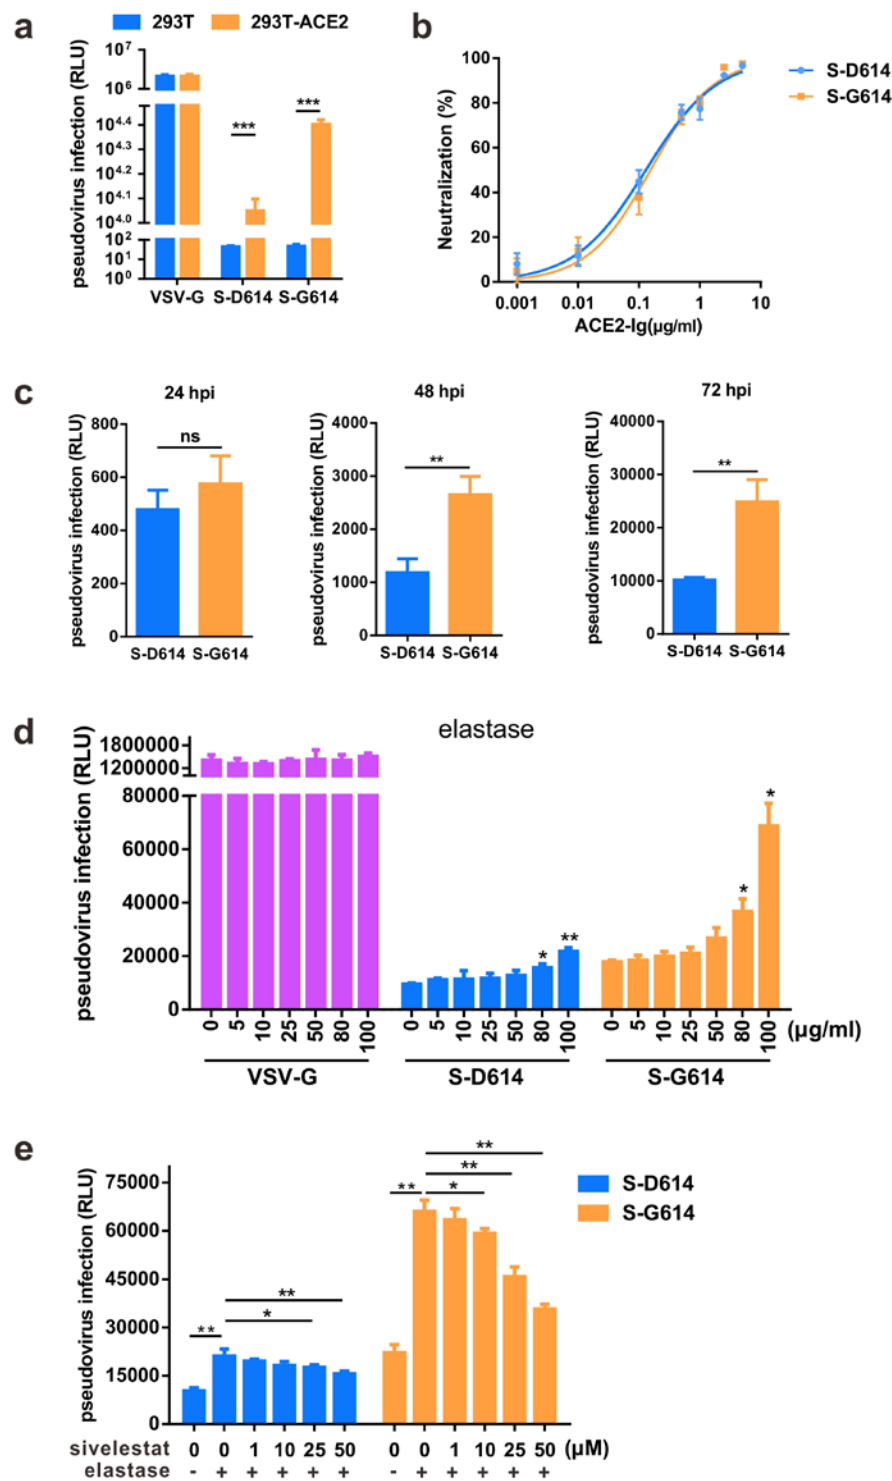 a
293T 293T-ACE2
pseudovirus infection (RLU)
10^7
10^6
10^4.4
10^4.3
10^4.2
10^4.1
10^4.0
10^2
10^1
10^0
*** ***
VSV-G S-D614 S-G614
b
Neutralization (%)
100
80
60
40
20
0
0.001 0.01 0.1 1 10
ACE2-Ig(μg/ml)
S-D614
S-G614
c
24 hpi
pseudovirus infection (RLU)
800
600
400
200
0
ns
S-D614 S-G614
48 hpi
pseudovirus infection (RLU)
4000
3000
2000
1000
0
**
S-D614 S-G614
72 hpi
pseudovirus infection (RLU)
40000
30000
20000
10000
0
**
S-D614 S-G614
d
elastase
pseudovirus infection (RLU)
1800000
1200000
80000
60000
40000
20000
0
* ** * *
0 5 10 25 50 80 100 0 5 10 25 50 80 100 0 5 10 25 50 80 100 (μg/ml)
VSV-G S-D614 S-G614
e
pseudovirus infection (RLU)
75000
60000
45000
30000
15000
0
** * **
** * ** **
S-D614
S-G614
sivelestat 0 0 1 10 25 50 0 0 1 10 25 50 (μM)
elastase - + + + + + - + + + + +